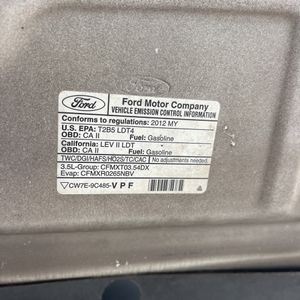 Ford
Ford Motor Company
VEHICLE EMISSION CONTROL INFORMATION
Conforms to regulations: 2012 MY
U.S. EPA: T2B5 LDT4
OBD: CA II Fuel: Gasoline
California: LEV II LDT
OBD: CA II Fuel: Gasoline
TWC/DGI/HAFS/HO2S/TC/CAC No adjustments needed.
3.5L-Group: CFMXT03.54DX
Evap: CFMXR0265NBV
CW7E-9C485-VPF